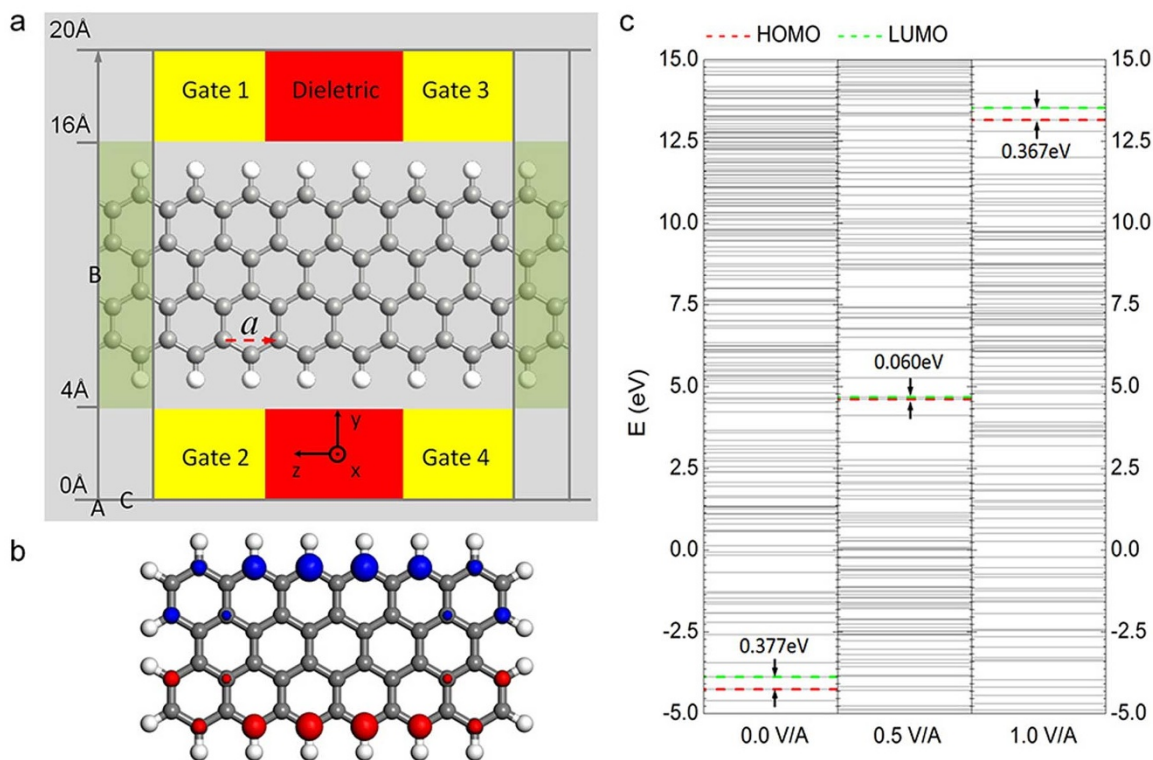 a
20Å
Gate 1 Dieletric Gate 3
16Å
B
a
4Å
y
z x
Gate 2 Gate 4
0Å
A C
b
c
HOMO LUMO
15.0 15.0
12.5 12.5
0.367eV
10.0 10.0
7.5 7.5
0.060eV
5.0 5.0
E (eV)
2.5 2.5
0.0 0.0
-2.5 -2.5
0.377eV
-5.0 -5.0
0.0 V/A 0.5 V/A 1.0 V/A